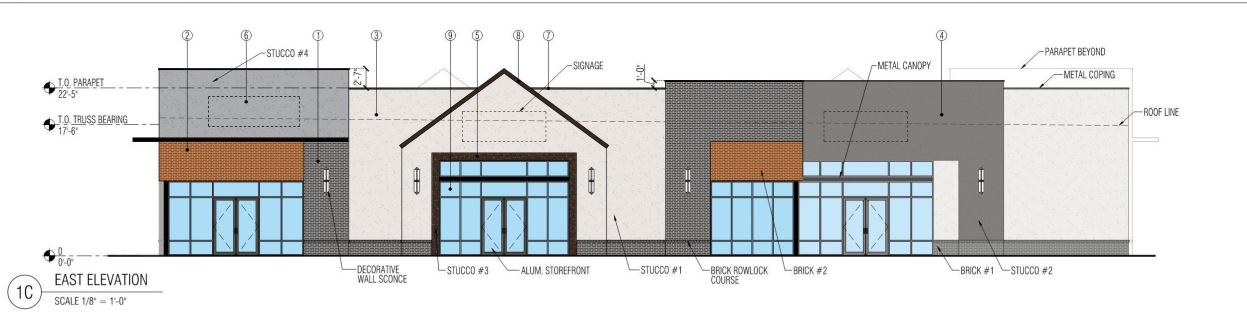 2
6
1
3
9
5
8
7
4
STUCCO #4
2'-7"
SIGNAGE
1'-0"
METAL CANOPY
PARAPET BEYOND
METAL COPING
T.O. PARAPET
22'-5"
ROOF LINE
T.O. TRUSS BEARING
17'-6"
0
0'-0"
DECORATIVE
WALL SCONCE
STUCCO #3
ALUM. STOREFRONT
STUCCO #1
BRICK ROWLOCK
COURSE
BRICK #2
BRICK #1
STUCCO #2
1C
EAST ELEVATION
SCALE 1/8" = 1'-0"